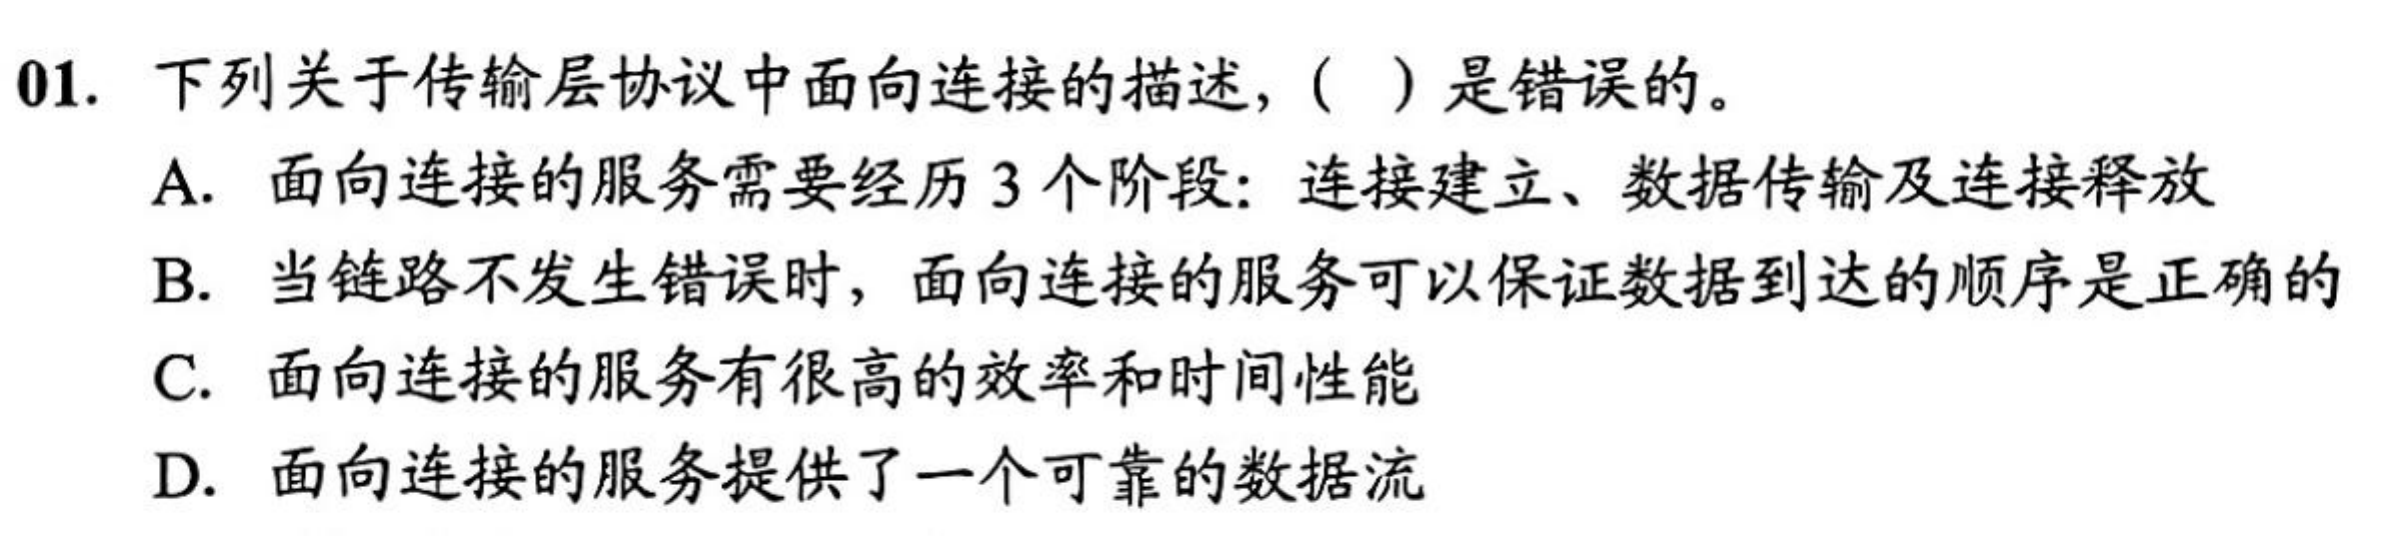 01. 下列关于传输层协议中面向连接的描述，（ ）是错误的。
A. 面向连接的服务需要经历 3 个阶段：连接建立、数据传输及连接释放
B. 当链路不发生错误时，面向连接的服务可以保证数据到达的顺序是正确的
C. 面向连接的服务有很高的效率和时间性能
D. 面向连接的服务提供了一个可靠的数据流